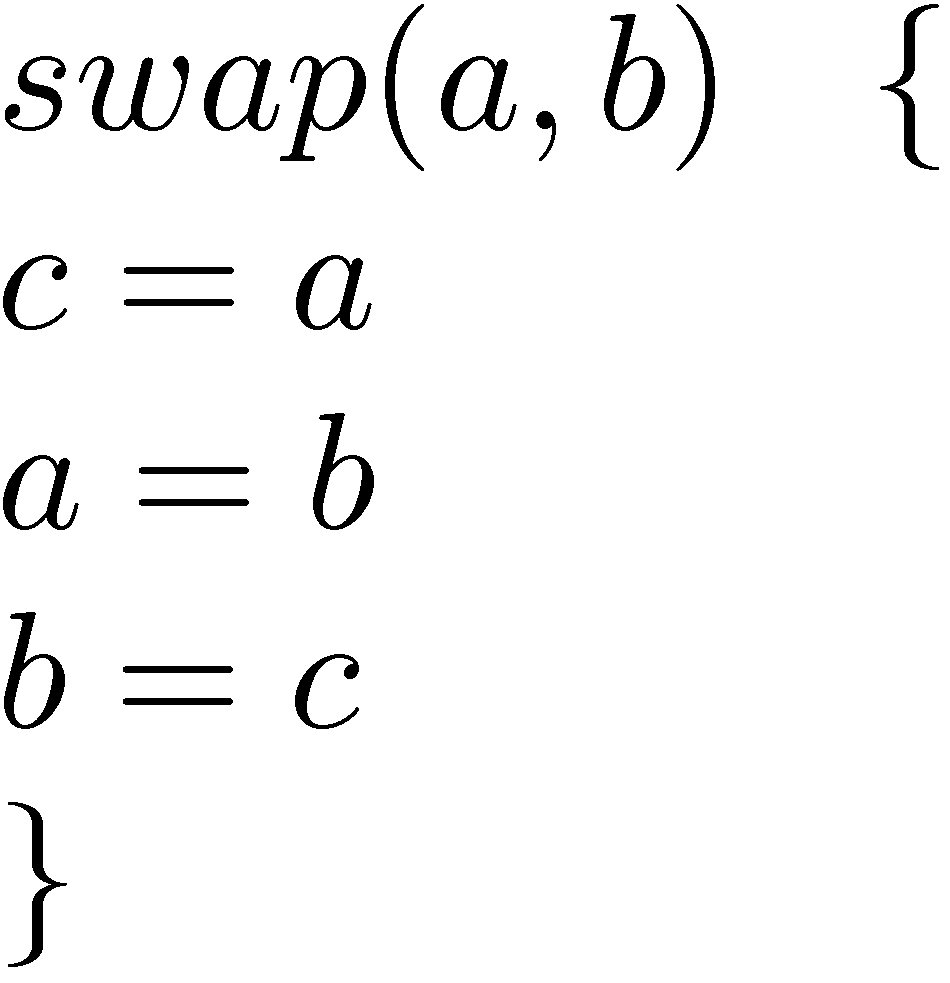 swap(a, b) {
c = a
a = b
b = c
}